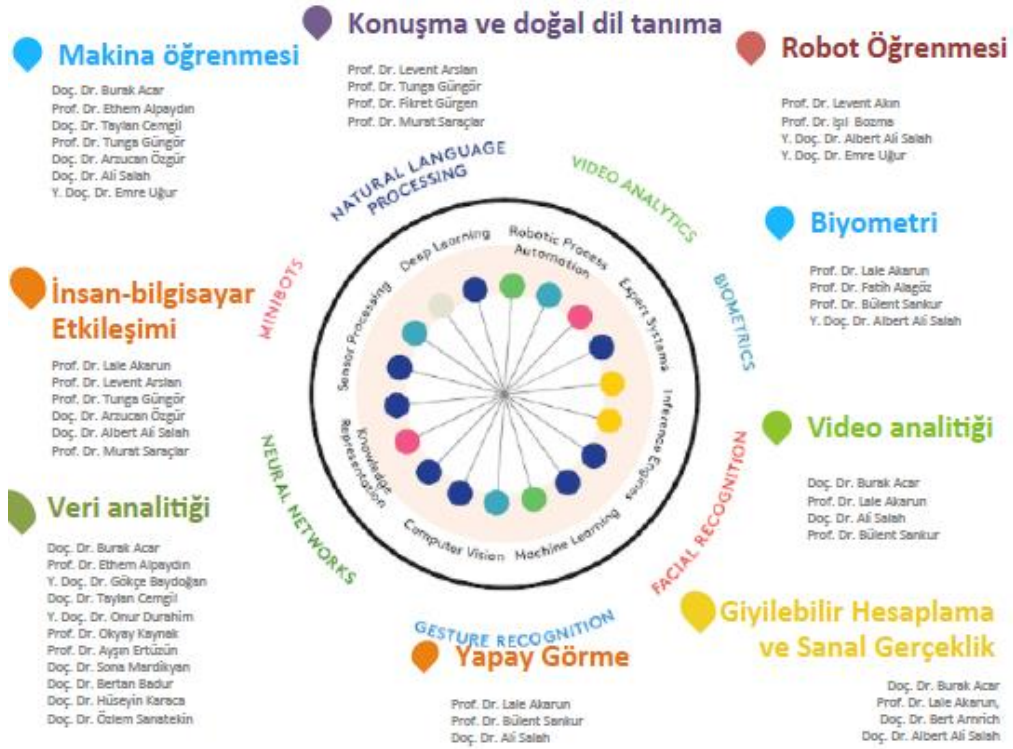 Konuşma ve doğal dil tanıma
Prof. Dr. Levent Arslan
Prof. Dr. Tunga Güngör
Prof. Dr. Fikret Gürgen
Prof. Dr. Murat Saraçlar
Makina öğrenmesi
Doç. Dr. Burak Acar
Prof. Dr. Ethem Alpaydın
Doç. Dr. Taylan Cemgil
Prof. Dr. Tunga Güngör
Doç. Dr. Arzucan Özgür
Doç. Dr. Ali Salah
Y. Doç. Dr. Emre Uğur
Robot Öğrenmesi
Prof. Dr. Levent Akın
Prof. Dr. Işıl Bozma
Y. Doç. Dr. Albert Ali Salah
Y. Doç. Dr. Emre Uğur
Biyometri
Prof. Dr. Lale Akarun
Prof. Dr. Fatih Alagöz
Prof. Dr. Bülent Sankur
Y. Doç. Dr. Albert Ali Salah
İnsan-bilgisayar
Etkileşimi
Prof. Dr. Lale Akarun
Prof. Dr. Levent Arslan
Prof. Dr. Tunga Güngör
Doç. Dr. Arzucan Özgür
Doç. Dr. Albert Ali Salah
Prof. Dr. Murat Saraçlar
NATURAL LANGUAGE
PROCESSING
VIDEO ANALYTICS
BIOMETRICS
FACIAL RECOGNITION
GESTURE RECOGNITION
NEURAL NETWORKS
MINIBOTS
Deep Learning
Robotic Process
Automation
Expert Systems
Inference Engines
Machine Learning
Computer Vision
Knowledge
Representation
Sensor Processing
Video analitiği
Doç. Dr. Burak Acar
Prof. Dr. Lale Akarun
Doç. Dr. Ali Salah
Prof. Dr. Bülent Sankur
Veri analitiği
Doç. Dr. Burak Acar
Prof. Dr. Ethem Alpaydın
Y. Doç. Dr. Gökçe Baydoğan
Doç. Dr. Taylan Cemgil
Y. Doç. Dr. Onur Durahim
Prof. Dr. Okyay Kaynak
Prof. Dr. Ayşın Ertüzün
Doç. Dr. Sona Mardikyan
Doç. Dr. Bertan Badur
Doç. Dr. Hüseyin Karaca
Doç. Dr. Özlem Sanatekin
Yapay Görme
Prof. Dr. Lale Akarun
Prof. Dr. Bülent Sankur
Doç. Dr. Ali Salah
Giyilebilir Hesaplama
ve Sanal Gerçeklik
Doç. Dr. Burak Acar
Prof. Dr. Lale Akarun,
Doç. Dr. Bert Arnrich
Doç. Dr. Albert Ali Salah